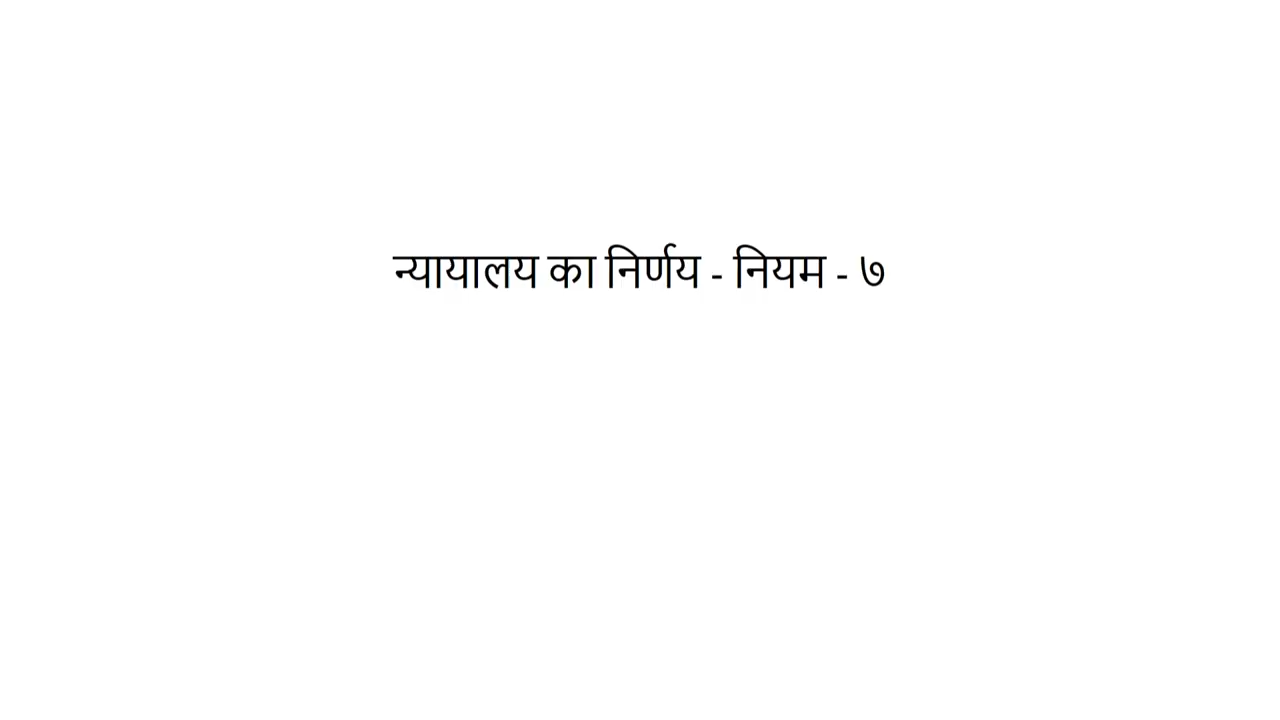 न्यायालय का निर्णय - नियम - ७